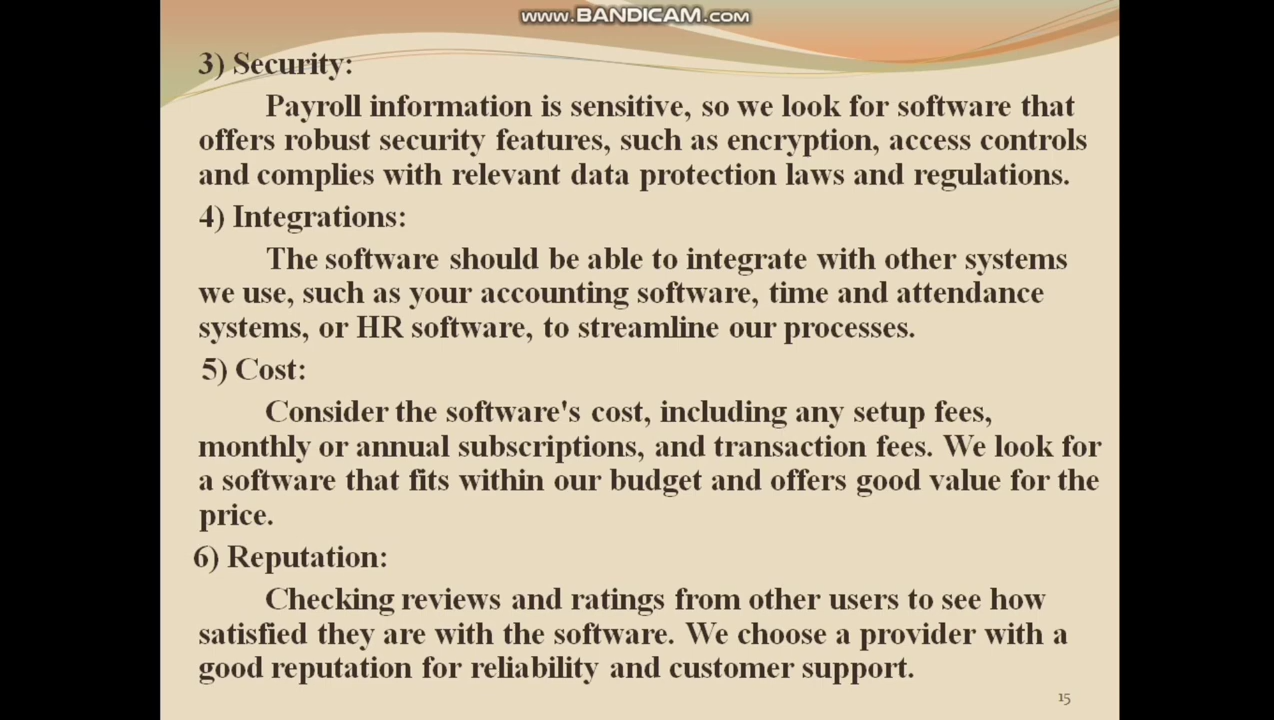 www.BANDICAM.com
3) Security:
Payroll information is sensitive, so we look for software that
offers robust security features, such as encryption, access controls
and complies with relevant data protection laws and regulations.
4) Integrations:
The software should be able to integrate with other systems
we use, such as your accounting software, time and attendance
systems, or HR software, to streamline our processes.
5) Cost:
Consider the software's cost, including any setup fees,
monthly or annual subscriptions, and transaction fees. We look for
a software that fits within our budget and offers good value for the
price.
6) Reputation:
Checking reviews and ratings from other users to see how
satisfied they are with the software. We choose a provider with a
good reputation for reliability and customer support.
15